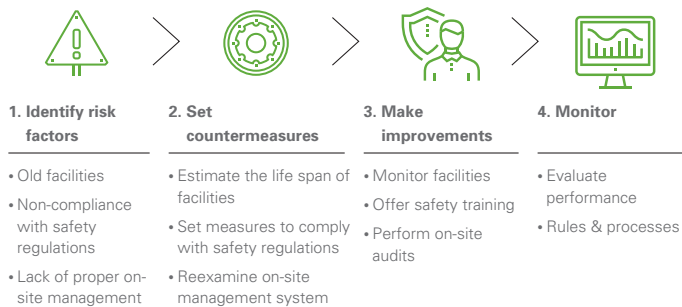 1. Identify risk
factors
• Old facilities
• Non-compliance
with safety
regulations
• Lack of proper on-
site management
2. Set
countermeasures
• Estimate the life span of
facilities
• Set measures to comply
with safety regulations
• Reexamine on-site
management system
3. Make
improvements
• Monitor facilities
• Offer safety training
• Perform on-site
audits
4. Monitor
• Evaluate
performance
• Rules & processes